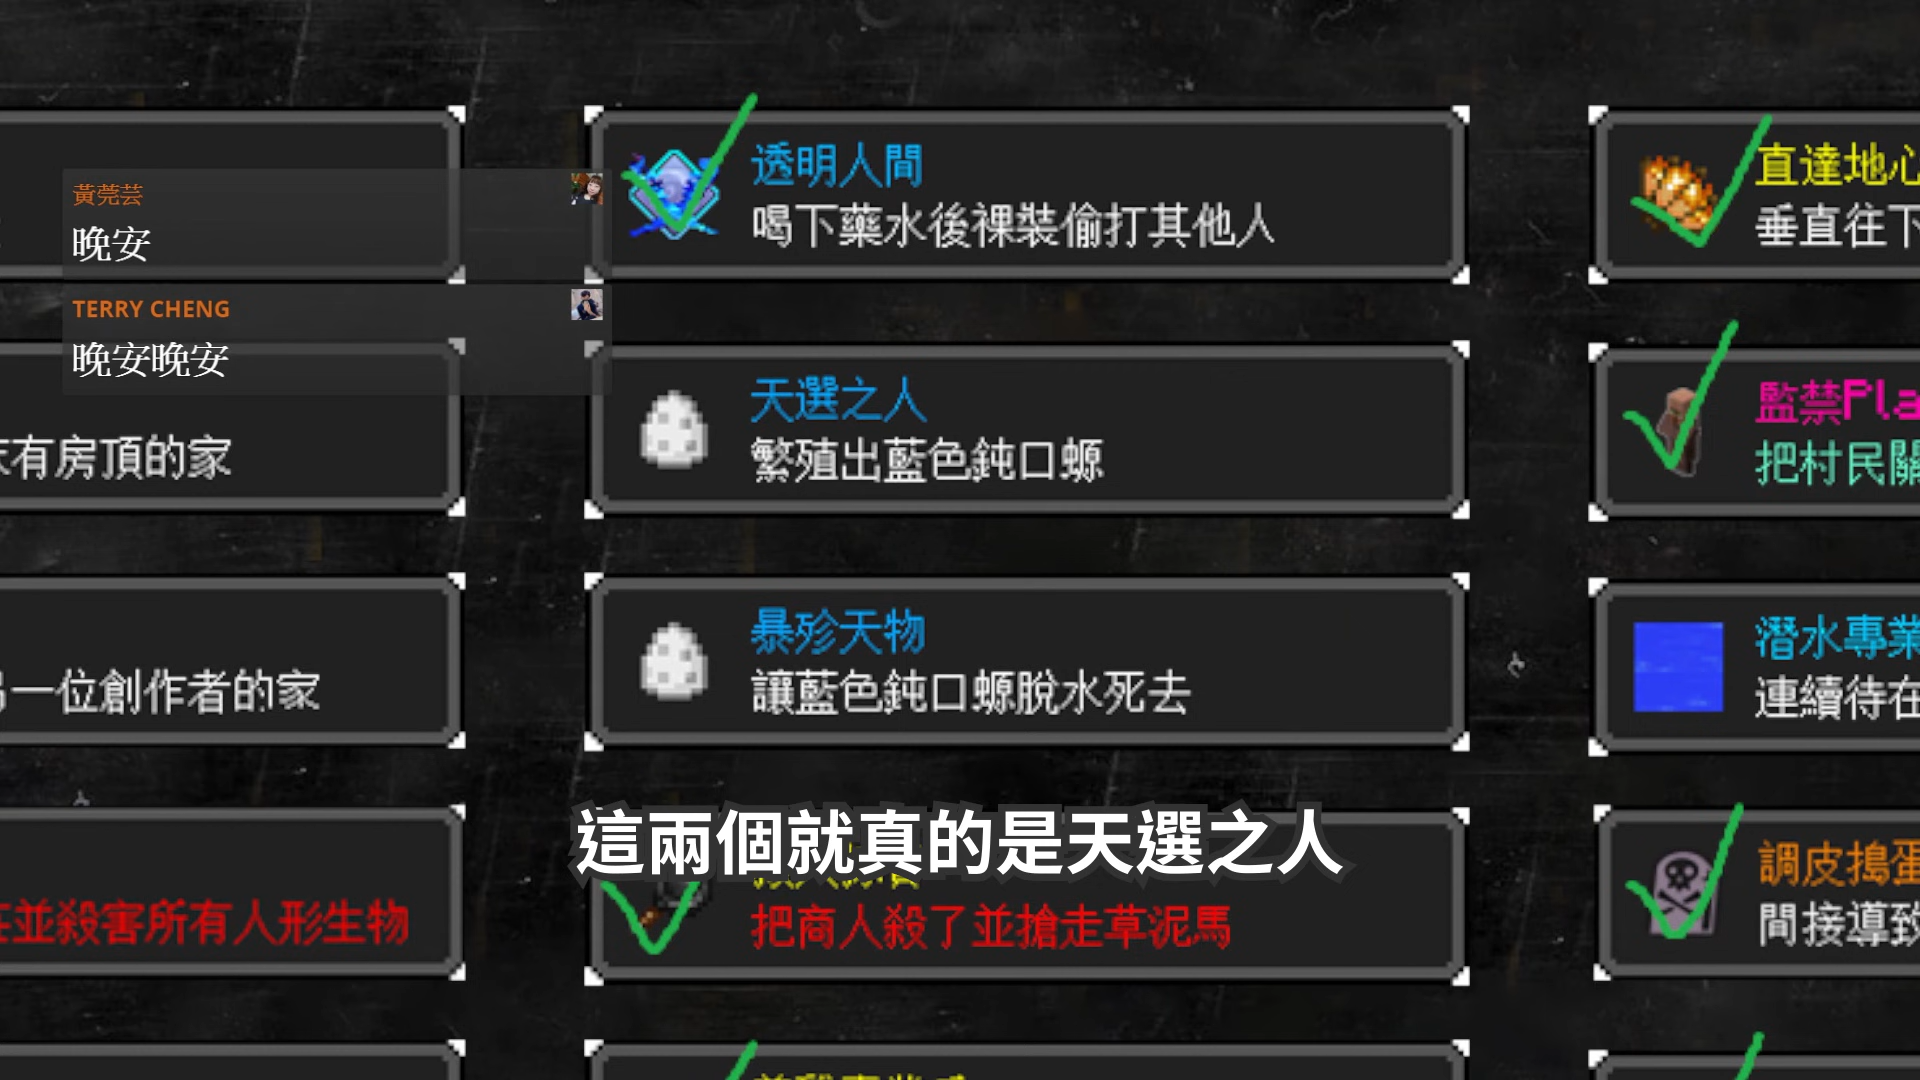 黃莞芸
晚安
TERRY CHENG
晚安晚安
有房頂的家
一位創作者的家
並殺害所有人形生物
透明人間
喝下藥水後裸裝偷打其他人
天選之人
繁殖出藍色鈍口螈
暴殄天物
讓藍色鈍口螈脫水死去
這兩個就真的是天選之人
把商人殺了並搶走草泥馬
直達地心
垂直往下
監禁Pla
把村民關
潛水專業
連續待在
調皮搗蛋
間接導致